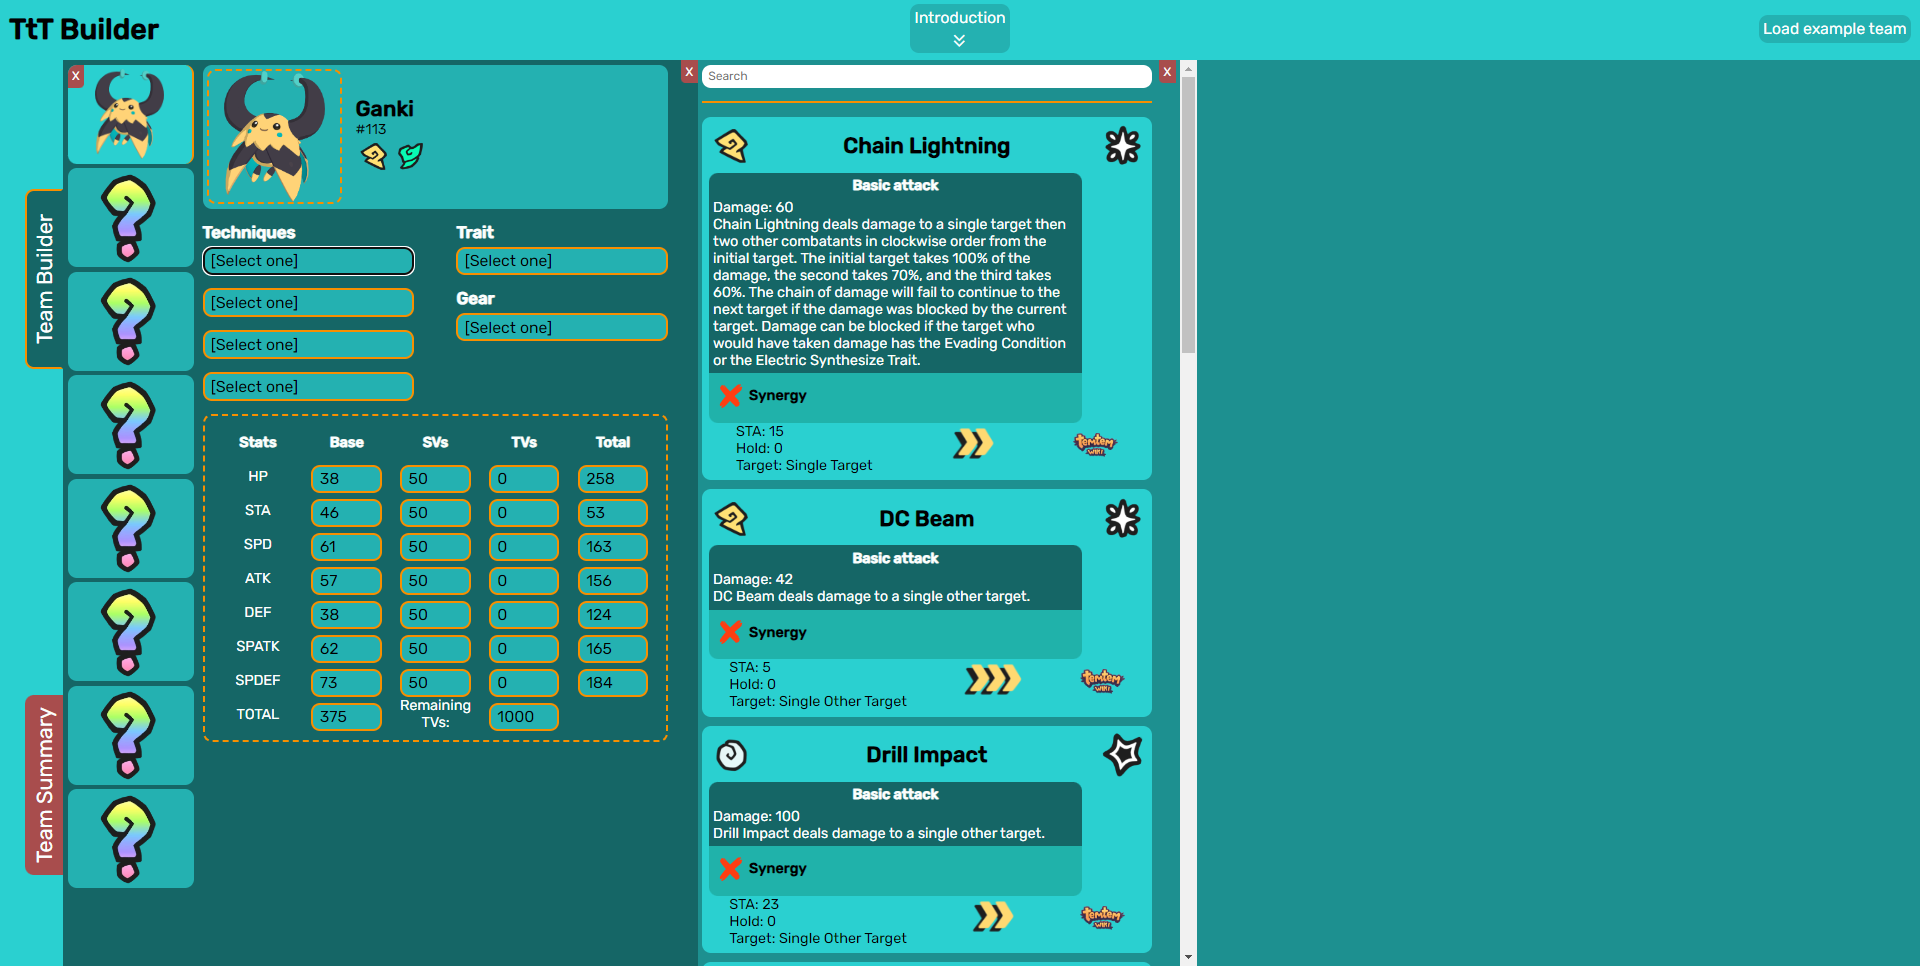 TtT Builder
Introduction
Load example team
Team Builder
Team Summary
X
Ganki
#113
Techniques
[Select one]
[Select one]
[Select one]
[Select one]
Trait
[Select one]
Gear
[Select one]
Stats Base SVs TVs Total
HP 38 50 0 258
STA 46 50 0 53
SPD 61 50 0 163
ATK 57 50 0 156
DEF 38 50 0 124
SPATK 62 50 0 165
SPDEF 73 50 0 184
TOTAL 375 Remaining TVs: 1000
X
Search
X
Chain Lightning
Basic attack
Damage: 60
Chain Lightning deals damage to a single target then
two other combatants in clockwise order from the
initial target. The initial target takes 100% of the
damage, the second takes 70%, and the third takes
60%. The chain of damage will fail to continue to the
next target if the damage was blocked by the current
target. Damage can be blocked if the target who
would have taken damage has the Evading Condition
or the Electric Synthesize Trait.
Synergy
STA: 15
Hold: 0
Target: Single Target
temtem
WIKI
DC Beam
Basic attack
Damage: 42
DC Beam deals damage to a single other target.
Synergy
STA: 5
Hold: 0
Target: Single Other Target
temtem
WIKI
Drill Impact
Basic attack
Damage: 100
Drill Impact deals damage to a single other target.
Synergy
STA: 23
Hold: 0
Target: Single Other Target
temtem
WIKI